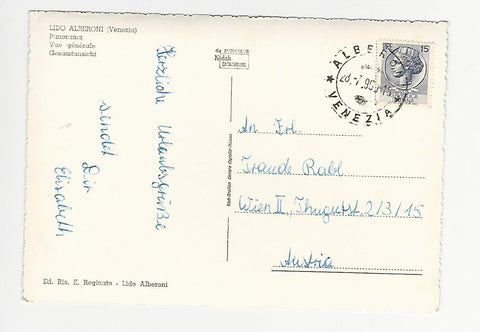 LIDO ALBERONI (Venezia)
Panorama
Vue générale
Gesamtansicht
Kodak
EKTACHROME
15
ALBERONI
VENEZIA
Herzliche Urlaubsgrüße
sendet
Dir
Elisabeth
An Frl.
Traude Rabl
Wien II, 2/3/15
Austria
Ed. Ris. E. Reginato - Lido Alberoni